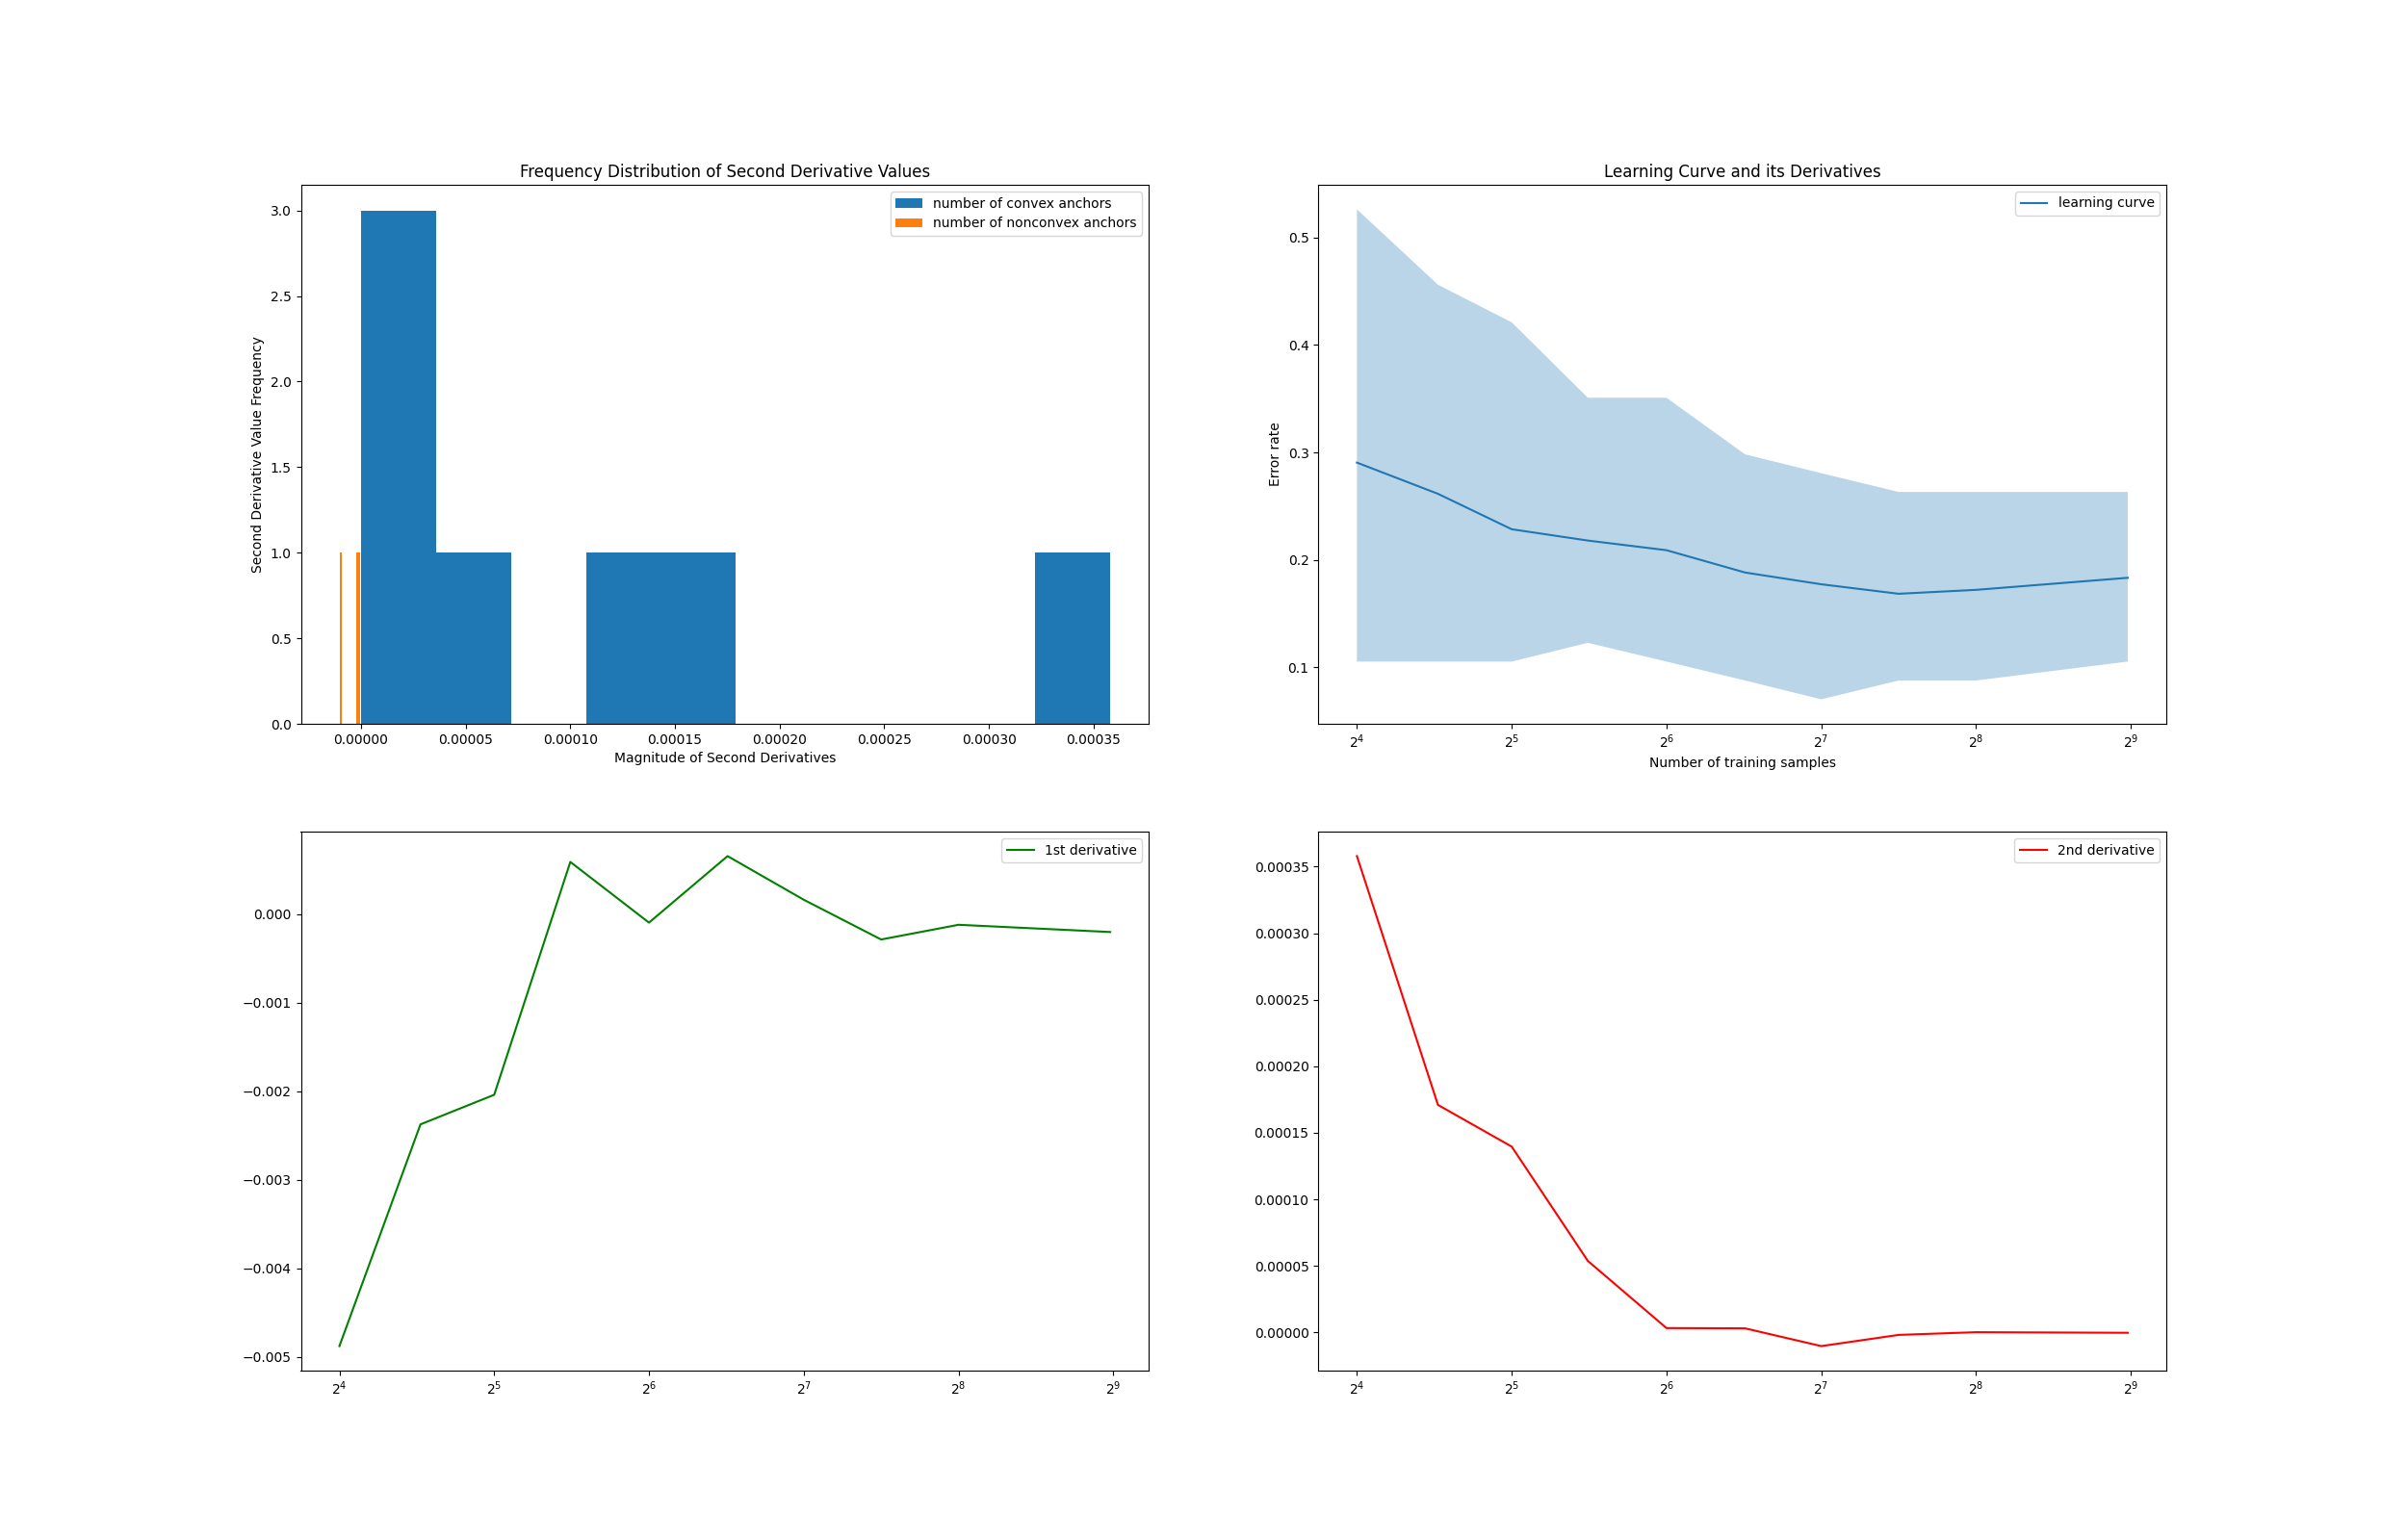 Frequency Distribution of Second Derivative Values
number of convex anchors
number of nonconvex anchors
3.0
2.5
2.0
1.5
1.0
0.5
0.0
Second Derivative Value Frequency
0.00000 0.00005 0.00010 0.00015 0.00020 0.00025 0.00030 0.00035
Magnitude of Second Derivatives
Learning Curve and its Derivatives
learning curve
0.5
0.4
0.3
0.2
0.1
Error rate
2⁴ 2⁵ 2⁶ 2⁷ 2⁸ 2⁹
Number of training samples
1st derivative
0.000
−0.001
−0.002
−0.003
−0.004
−0.005
2⁴ 2⁵ 2⁶ 2⁷ 2⁸ 2⁹
2nd derivative
0.00035
0.00030
0.00025
0.00020
0.00015
0.00010
0.00005
0.00000
2⁴ 2⁵ 2⁶ 2⁷ 2⁸ 2⁹